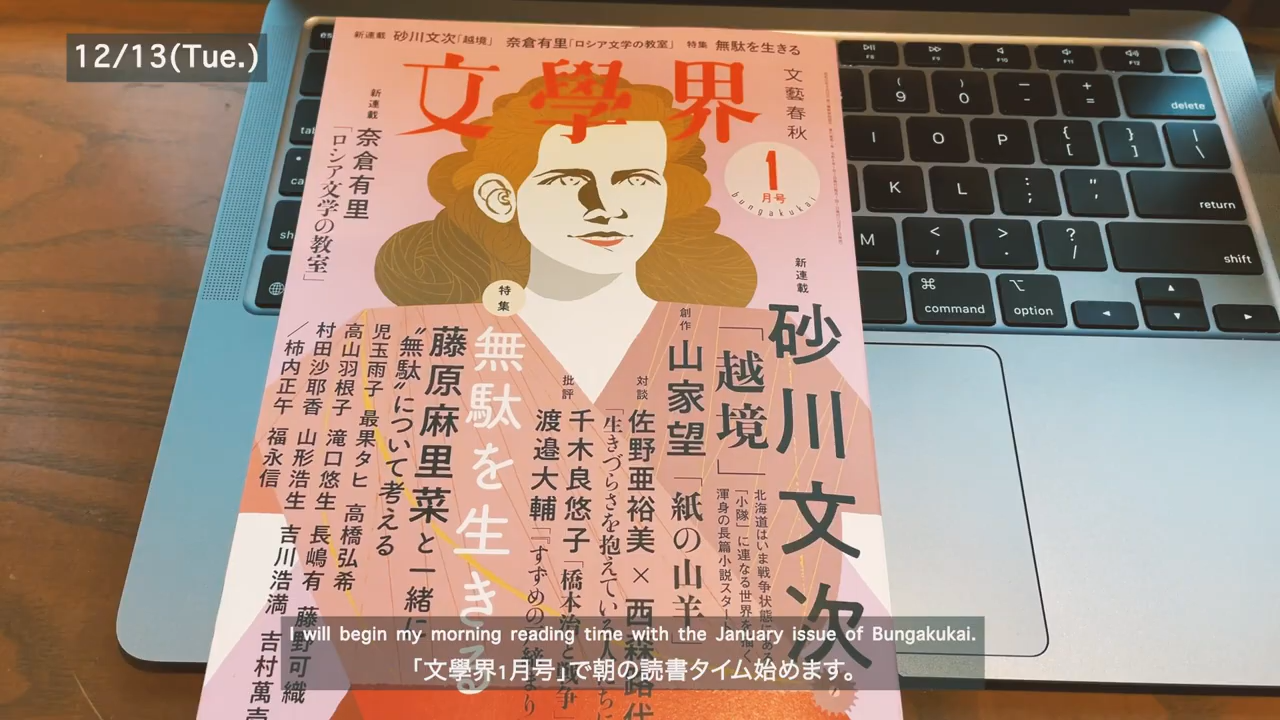 12/13(Tue.)
新連載 砂川文次「越境」 奈倉有里「ロシア文学の教室」 特集 無駄を生きる
文學界
文藝春秋
1
月号
bungakukai
新連載
奈倉有里
「ロシア文学の教室」
新連載
砂川文次
「越境」
北海道はいま戦争状態にある
「小隊」に連なる世界を描く
渾身の長篇小説スタート
創作
山家望「紙の山羊」
対談
佐野亜裕美×西森路代
「生きづらさを抱えている人たちに
批評
千木良悠子「橋本治と戦争」
渡邉大輔「『すずめの戸締まり
特集
無駄を生きる
藤原麻里菜と一緒に
“無駄”について考える
児玉雨子 最果タヒ 高橋弘希
高山羽根子 滝口悠生 長嶋有 藤野可織
村田沙耶香 山形浩生 吉川浩満 吉村萬壱
/柿内正午 福永信
esc
tab
F8
F9
F10
F11
F12
( 9
) 0
— -
+ =
delete
I
O
P
{ [
} ]
| \
K
L
: ;
" '
return
M
< ,
> .
? /
shift
⌘ command
⌥ option
I will begin my morning reading time with the January issue of Bungakukai.
「文學界1月号」で朝の読書タイム始めます。